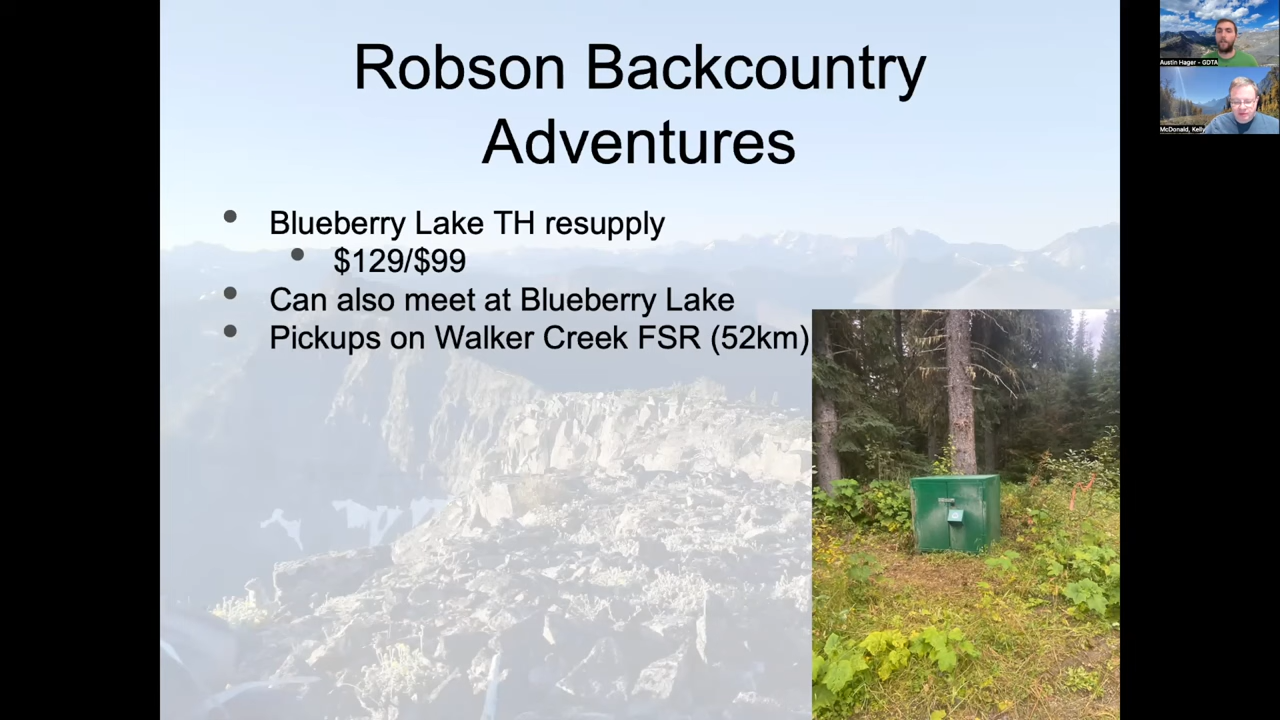 Robson Backcountry
Adventures
Blueberry Lake TH resupply
$129/$99
Can also meet at Blueberry Lake
Pickups on Walker Creek FSR (52km)
Austin Hager - GDTA
McDonald, Kelly